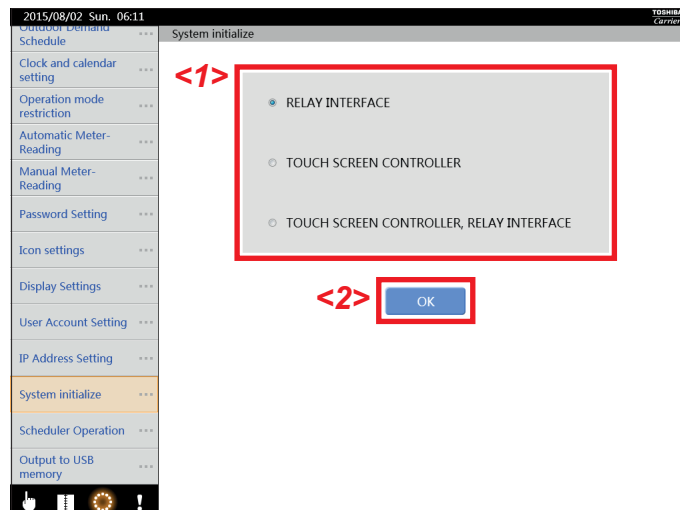 2015/08/02 Sun. 06:11
TOSHIBA
Carrier
Outdoor Demand
Schedule
Clock and calendar
setting
Operation mode
restriction
Automatic Meter-
Reading
Manual Meter-
Reading
Password Setting
Icon settings
Display Settings
User Account Setting
IP Address Setting
System initialize
Scheduler Operation
Output to USB
memory
System initialize
<1>
RELAY INTERFACE
TOUCH SCREEN CONTROLLER
TOUCH SCREEN CONTROLLER, RELAY INTERFACE
<2>
OK